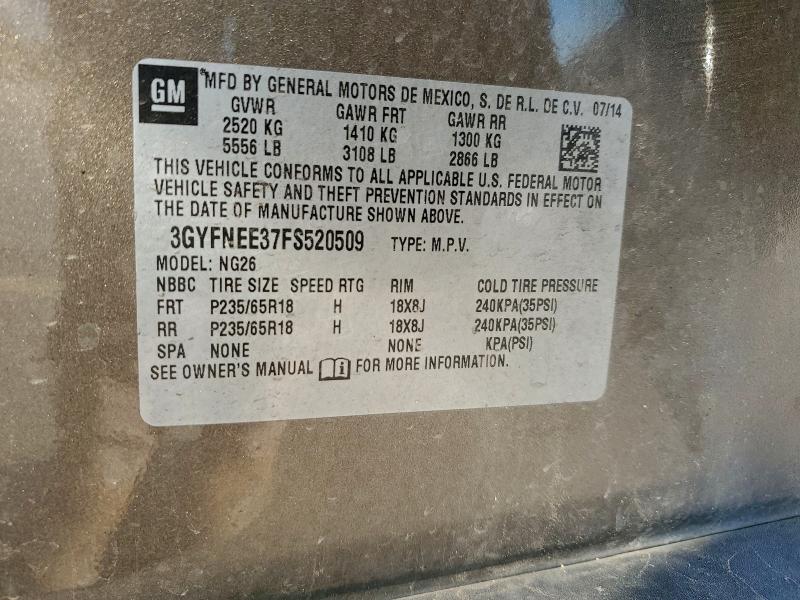 GM
*MFD BY GENERAL MOTORS DE MEXICO, S. DE R.L. DE C.V. 07/14
GVWR GAWR FRT GAWR RR
2520 KG 1410 KG 1300 KG
5556 LB 3108 LB 2866 LB
THIS VEHICLE CONFORMS TO ALL APPLICABLE U.S. FEDERAL MOTOR
VEHICLE SAFETY AND THEFT PREVENTION STANDARDS IN EFFECT ON
THE DATE OF MANUFACTURE SHOWN ABOVE.
3GYFNEE37FS520509 TYPE: M.P.V.
MODEL: NG26
NBBC TIRE SIZE SPEED RTG RIM COLD TIRE PRESSURE
FRT P235/65R18 H 18X8J 240KPA(35PSI)
RR P235/65R18 H 18X8J 240KPA(35PSI)
SPA NONE NONE KPA(PSI)
SEE OWNER'S MANUAL FOR MORE INFORMATION.